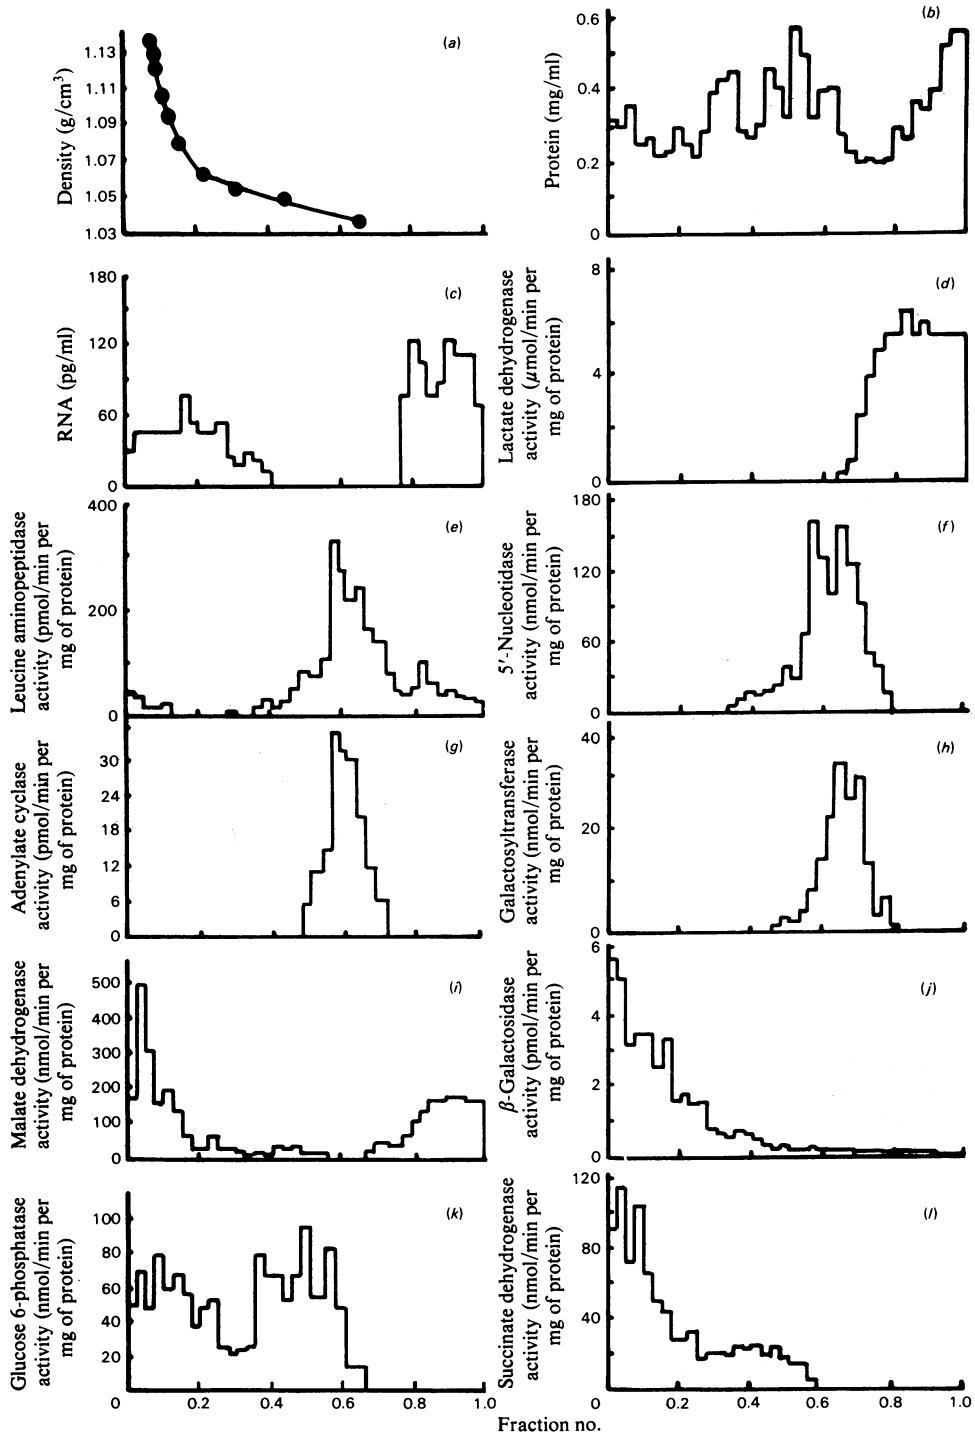 (a)
Density (g/cm³)
1.13
1.11
1.09
1.07
1.05
1.03
(b)
Protein (mg/ml)
0.6
0.4
0.2
0
(c)
RNA (pg/ml)
180
120
60
0
(d)
Lactate dehydrogenase
activity (μmol/min per
mg of protein)
8
4
0
(e)
Leucine aminopeptidase
activity (pmol/min per
mg of protein)
400
200
0
(f)
5′-Nucleotidase
activity (nmol/min per
mg of protein)
180
120
60
0
(g)
Adenylate cyclase
activity (pmol/min per
mg of protein)
30
24
18
12
6
0
(h)
Galactosyltransferase
activity (nmol/min per
mg of protein)
40
20
0
(i)
Malate dehydrogenase
activity (nmol/min per
mg of protein)
500
400
300
200
100
0
(j)
β-Galactosidase
activity (pmol/min per
mg of protein)
6
4
2
0
(k)
Glucose 6-phosphatase
activity (nmol/min per
mg of protein)
100
80
60
40
20
0 0.2 0.4 0.6 0.8 1.0
(l)
Succinate dehydrogenase
activity (nmol/min per
mg of protein)
120
80
40
0 0.2 0.4 0.6 0.8 1.0
Fraction no.